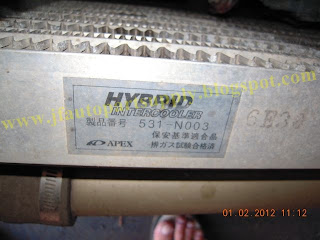 HYBRID
INTERCOOLER
製品番号 531-N003
保安基準適合品
APEX 排ガス試験合格済
01.02.2012 11:12